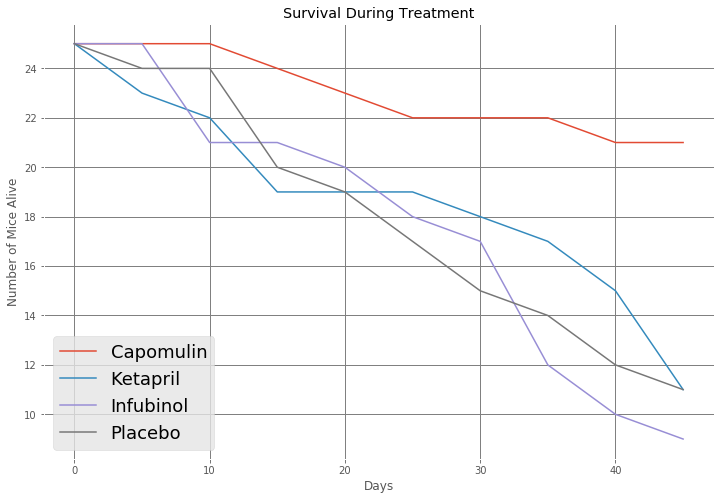 Survival During Treatment
Number of Mice Alive
24
22
20
18
16
14
12
10
Capomulin
Ketapril
Infubinol
Placebo
0 10 20 30 40
Days